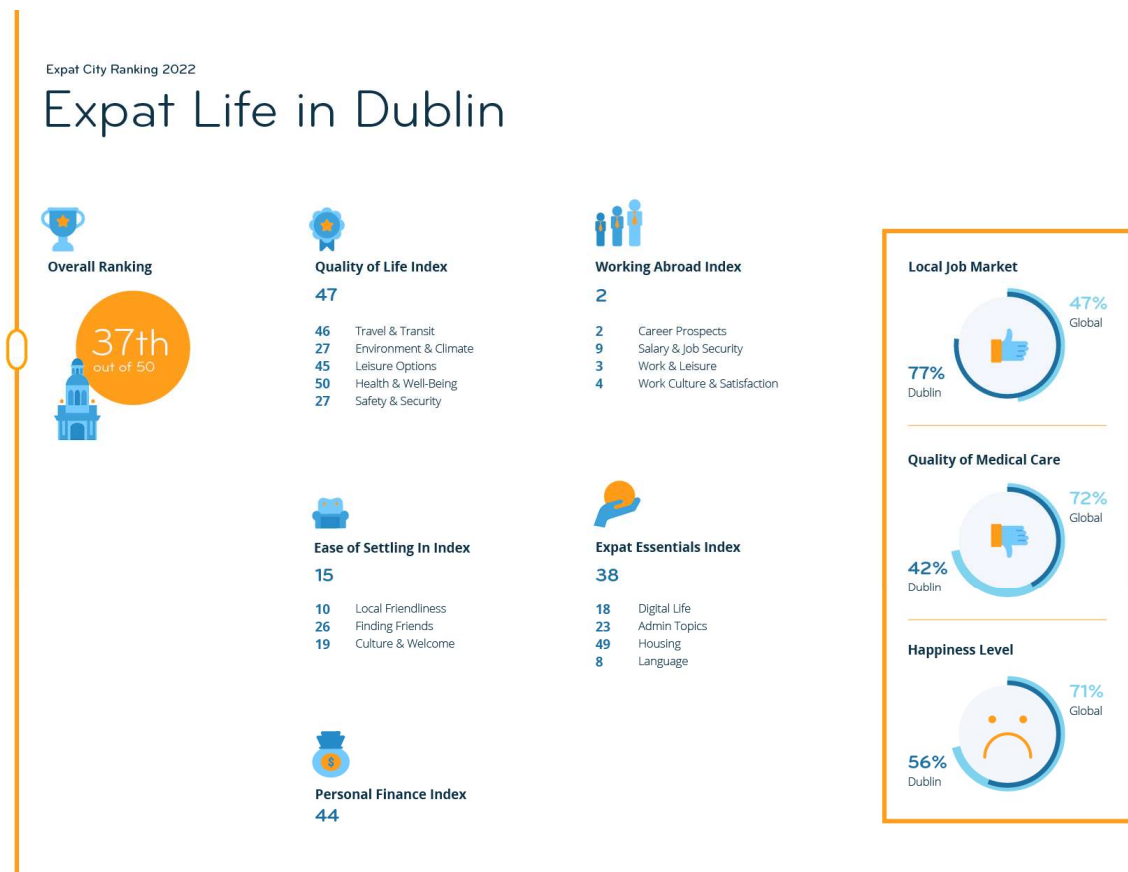 Expat City Ranking 2022
Expat Life in Dublin
Overall Ranking
37th
out of 50
Quality of Life Index
47
46 Travel & Transit
27 Environment & Climate
45 Leisure Options
50 Health & Well-Being
27 Safety & Security
Working Abroad Index
2
2 Career Prospects
9 Salary & Job Security
3 Work & Leisure
4 Work Culture & Satisfaction
Ease of Settling In Index
15
10 Local Friendliness
26 Finding Friends
19 Culture & Welcome
Expat Essentials Index
38
18 Digital Life
23 Admin Topics
49 Housing
8 Language
Personal Finance Index
$
44
Local Job Market
47%
Global
77%
Dublin
Quality of Medical Care
72%
Global
42%
Dublin
Happiness Level
71%
Global
56%
Dublin